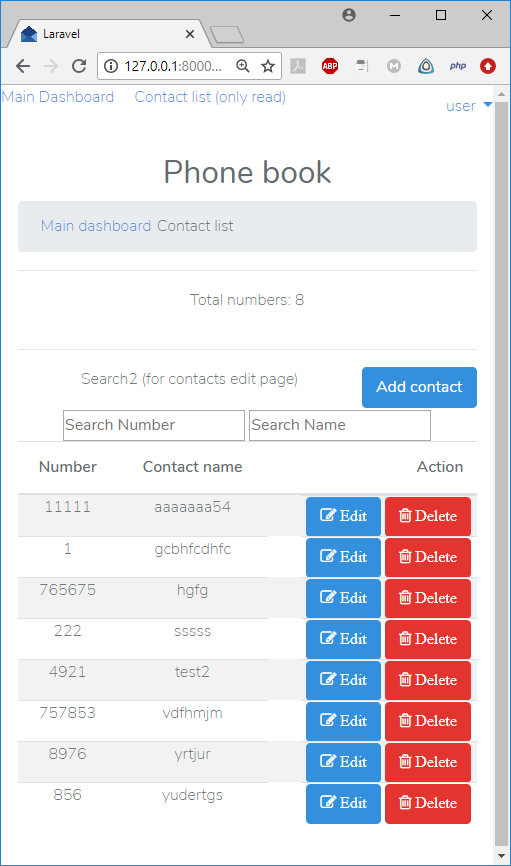 Laravel
127.0.0.1:8000...
ABP
M
php
Main Dashboard Contact list (only read)
user
Phone book
Main dashboard Contact list
Total numbers: 8
Search2 (for contacts edit page)
Add contact
Search Number Search Name
Number Contact name Action
11111 aaaaaaa54 Edit Delete
1 gcbhfcdhfc Edit Delete
765675 hgfg Edit Delete
222 sssss Edit Delete
4921 test2 Edit Delete
757853 vdfhmjm Edit Delete
8976 yrtjur Edit Delete
856 yudertgs Edit Delete